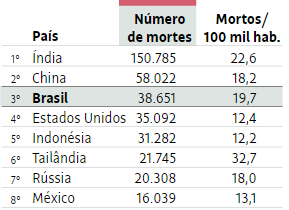 País Número de mortes Mortos/ 100 mil hab.
1º Índia 150.785 22,6
2º China 58.022 18,2
3º Brasil 38.651 19,7
4º Estados Unidos 35.092 12,4
5º Indonésia 31.282 12,2
6º Tailândia 21.745 32,7
7º Rússia 20.308 18,0
8º México 16.039 13,1